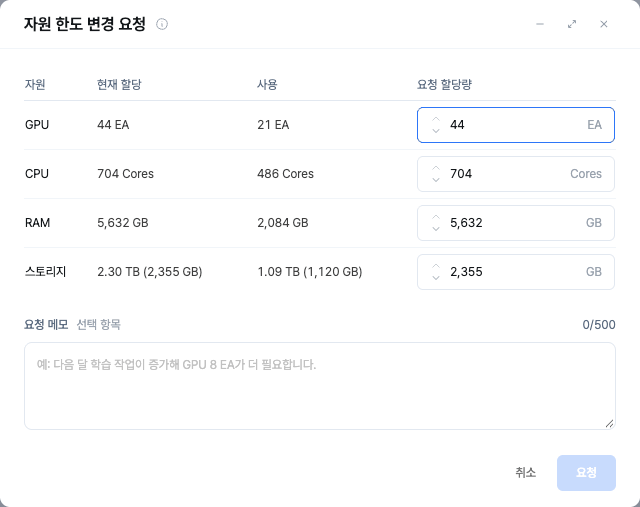 자원 한도 변경 요청
자원 현재 할당 사용 요청 할당량
GPU 44 EA 21 EA 44 EA
CPU 704 Cores 486 Cores 704 Cores
RAM 5,632 GB 2,084 GB 5,632 GB
스토리지 2.30 TB (2,355 GB) 1.09 TB (1,120 GB) 2,355 GB
요청 메모 선택 항목 0/500
예: 다음 달 학습 작업이 증가해 GPU 8 EA가 더 필요합니다.
취소 요청